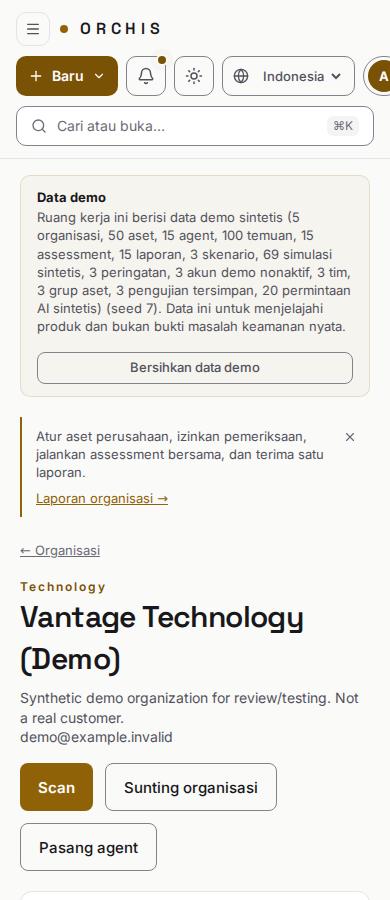 ORCHIS
Baru
Indonesia
A
Cari atau buka...
⌘K
Data demo
Ruang kerja ini berisi data demo sintetis (5
organisasi, 50 aset, 15 agent, 100 temuan, 15
assessment, 15 laporan, 3 skenario, 69 simulasi
sintetis, 3 peringatan, 3 akun demo nonaktif, 3 tim,
3 grup aset, 3 pengujian tersimpan, 20 permintaan
AI sintetis) (seed 7). Data ini untuk menjelajahi
produk dan bukan bukti masalah keamanan nyata.
Bersihkan data demo
Atur aset perusahaan, izinkan pemeriksaan,
jalankan assessment bersama, dan terima satu
laporan.
Laporan organisasi →
← Organisasi
Technology
Vantage Technology
(Demo)
Synthetic demo organization for review/testing. Not
a real customer.
demo@example.invalid
Scan
Sunting organisasi
Pasang agent